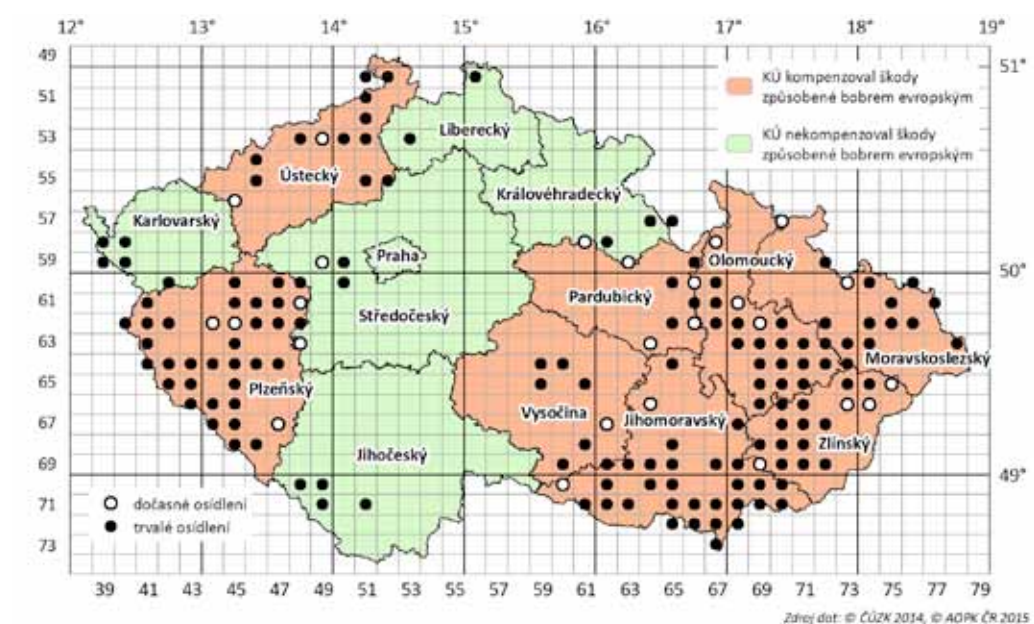 12° 13° 14° 15° 16° 17° 18° 19°
49
51°
KÚ kompenzoval škody
způsobené bobrem evropským
51
Liberecký
KÚ nekompenzoval škody
způsobené bobrem evropským
53
Ústecký
55
Královéhradecký
57
Karlovarský
Praha
Olomoucký
59
50°
Pardubický
61
Středočeský
63
Moravskoslezský
65
Plzeňský
Vysočina
Jihomoravský
67
Zlínský
Jihočeský
69
49°
dočasné osídlení
71
trvalé osídlení
73
39 41 43 45 47 49 51 53 55 57 59 61 63 65 67 69 71 73 75 77 79
Zdroj dat: © ČÚZK 2014, © AOPK ČR 2015